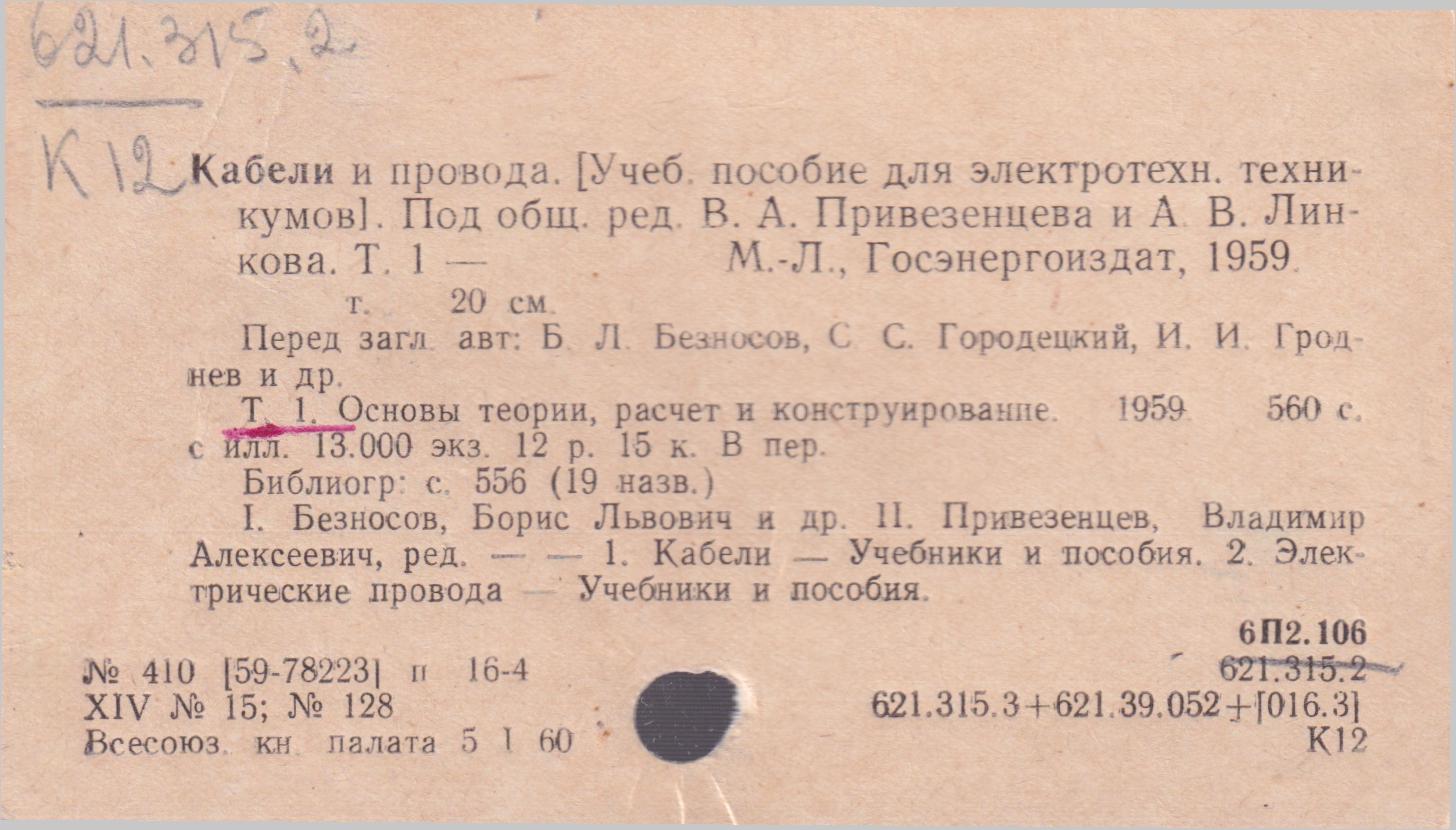 621.315.2
К 12
Кабели и провода. [Учеб. пособие для электротехн. техни-
кумов]. Под общ. ред. В. А. Привезенцева и А. В. Лин-
кова. Т. 1 — М.-Л., Госэнергоиздат, 1959.
т. 20 см.
Перед загл. авт: Б. Л. Безносов, С. С. Городецкий, И. И. Грод-
нев и др.
Т. 1. Основы теории, расчет и конструирование. 1959. 560 с.
с илл. 13.000 экз. 12 р. 15 к. В пер.
Библиогр: с. 556 (19 назв.)
I. Безносов, Борис Львович и др. II. Привезенцев, Владимир
Алексеевич, ред. — — 1. Кабели — Учебники и пособия. 2. Элек-
трические провода — Учебники и пособия.
6П2.106
№ 410 [59-78223] п 16-4 621.315.2
XIV № 15; № 128 621.315.3+621.39.052+[016.3]
Всесоюз. кн. палата 5 I 60 К12